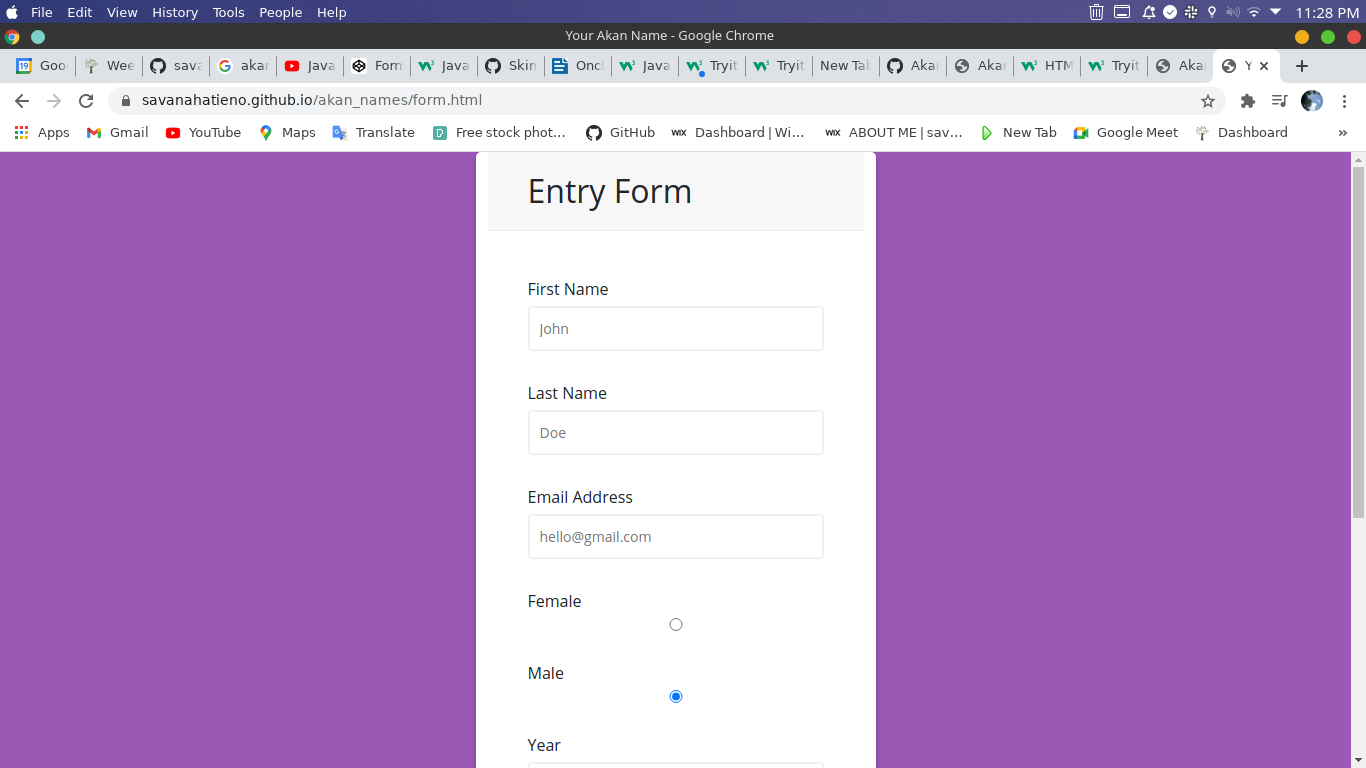 File Edit View History Tools People Help 11:28 PM
Your Akan Name - Google Chrome
Goo Wee sava akar Java Form Java Skin Oncl Java Tryit Tryit New Tab Akar Akar HTM Tryit Akar Y
savanahatieno.github.io/akan_names/form.html
Apps Gmail YouTube Maps Translate Free stock phot... GitHub WIX Dashboard | Wi... WIX ABOUT ME | sav... New Tab Google Meet Dashboard »
Entry Form
First Name
John
Last Name
Doe
Email Address
hello@gmail.com
Female
Male
Year